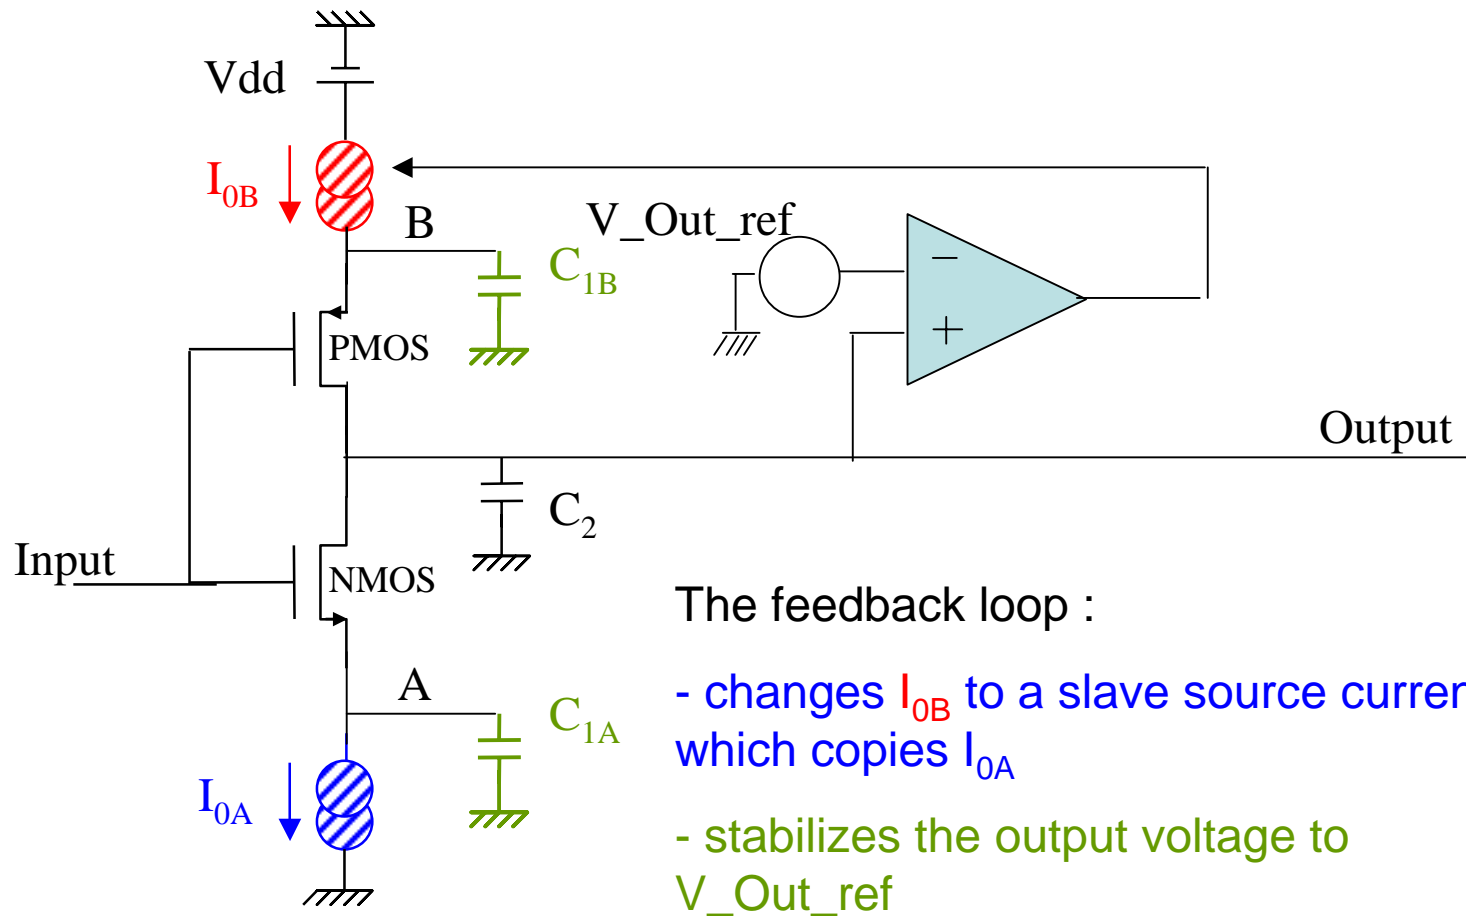 Vdd
I0B
B
V_Out_ref
C1B
−
+
PMOS
Output
C2
Input
NMOS
The feedback loop :
A
- changes I0B to a slave source curren
C1A
which copies I0A
I0A
- stabilizes the output voltage to
V_Out_ref